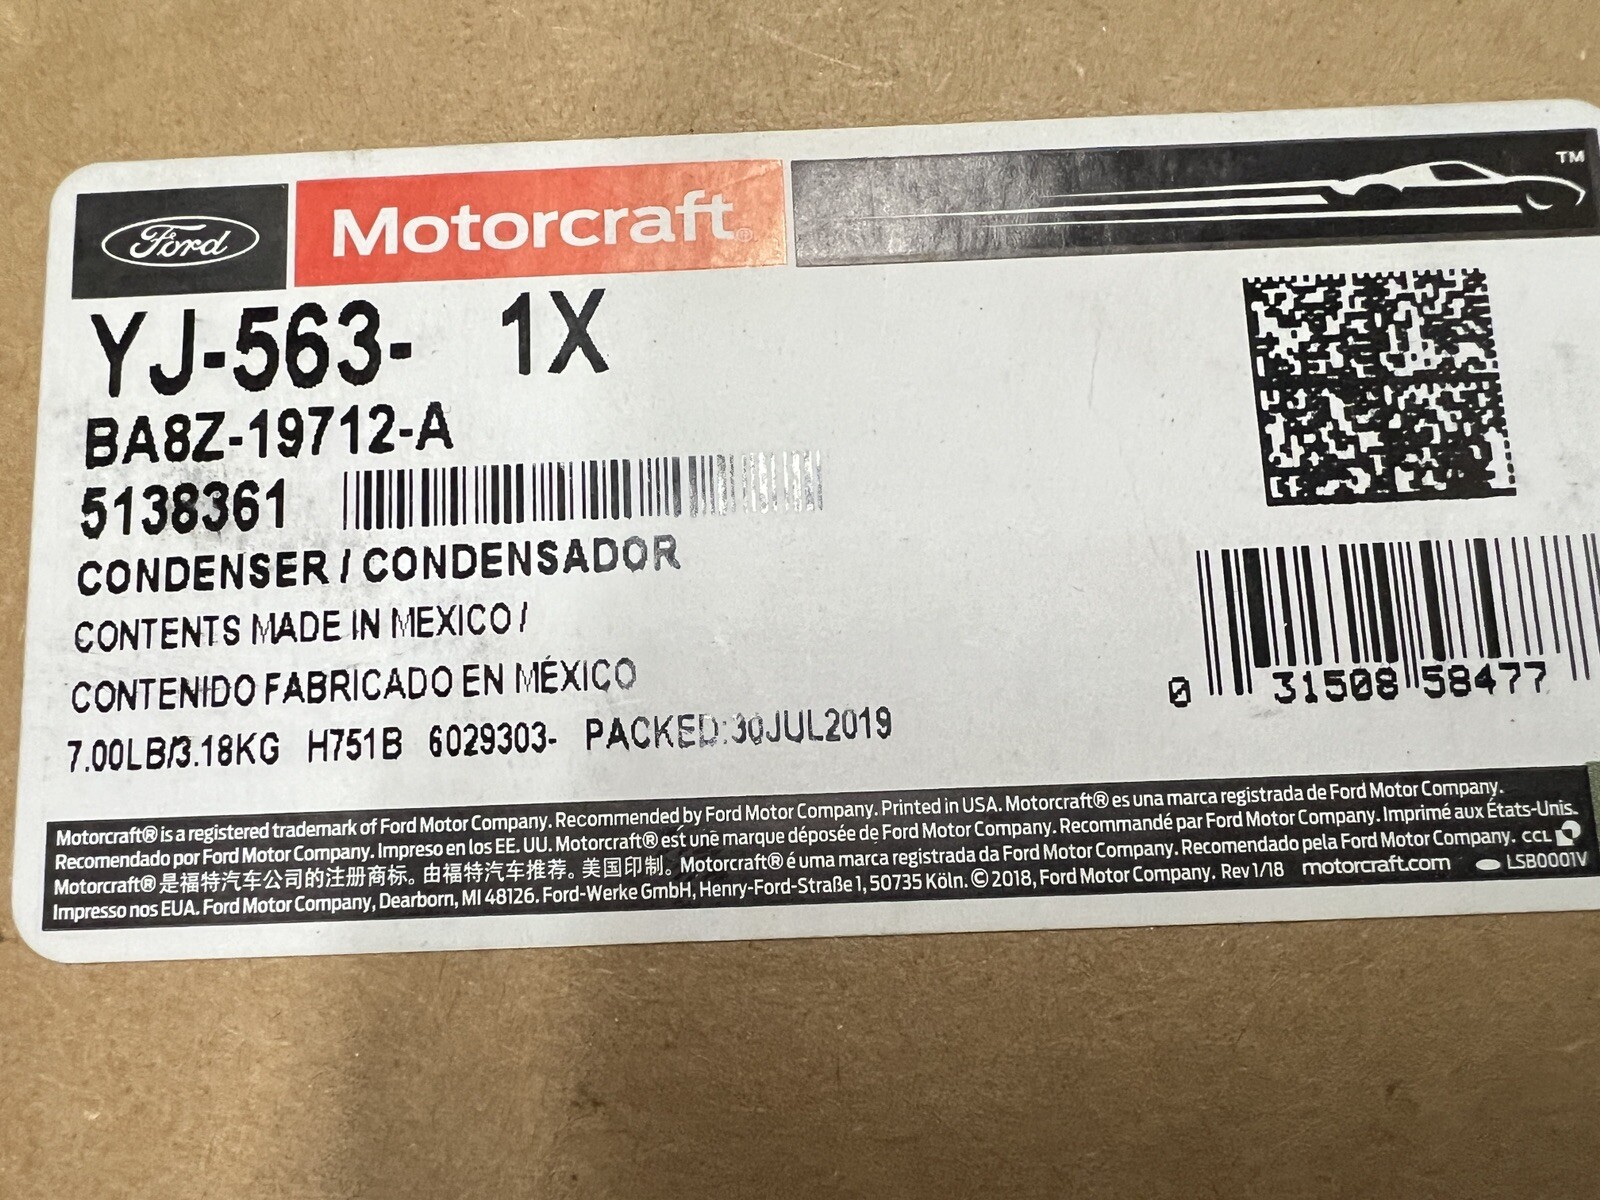 Ford Motorcraft® TM
YJ-563- 1X
BA8Z-19712-A
5138361
CONDENSER / CONDENSADOR
CONTENTS MADE IN MEXICO /
CONTENIDO FABRICADO EN MÉXICO
7.00LB/3.18KG H751B 6029303- PACKED:30JUL2019
0 31508 58477
Motorcraft® is a registered trademark of Ford Motor Company. Recommended by Ford Motor Company. Printed in USA. Motorcraft® es una marca registrada de Ford Motor Company.
Recomendado por Ford Motor Company. Impreso en los EE. UU. Motorcraft® est une marque déposée de Ford Motor Company. Recommandé par Ford Motor Company. Imprimé aux États-Unis.
Motorcraft® 是福特汽车公司的注册商标。由福特汽车推荐。美国印制。Motorcraft® é uma marca registrada da Ford Motor Company. Recomendado pela Ford Motor Company. CCL
Impresso nos EUA. Ford Motor Company, Dearborn, MI 48126. Ford-Werke GmbH, Henry-Ford-Straße 1, 50735 Köln. © 2018, Ford Motor Company. Rev 1/18 motorcraft.com LSB0001V